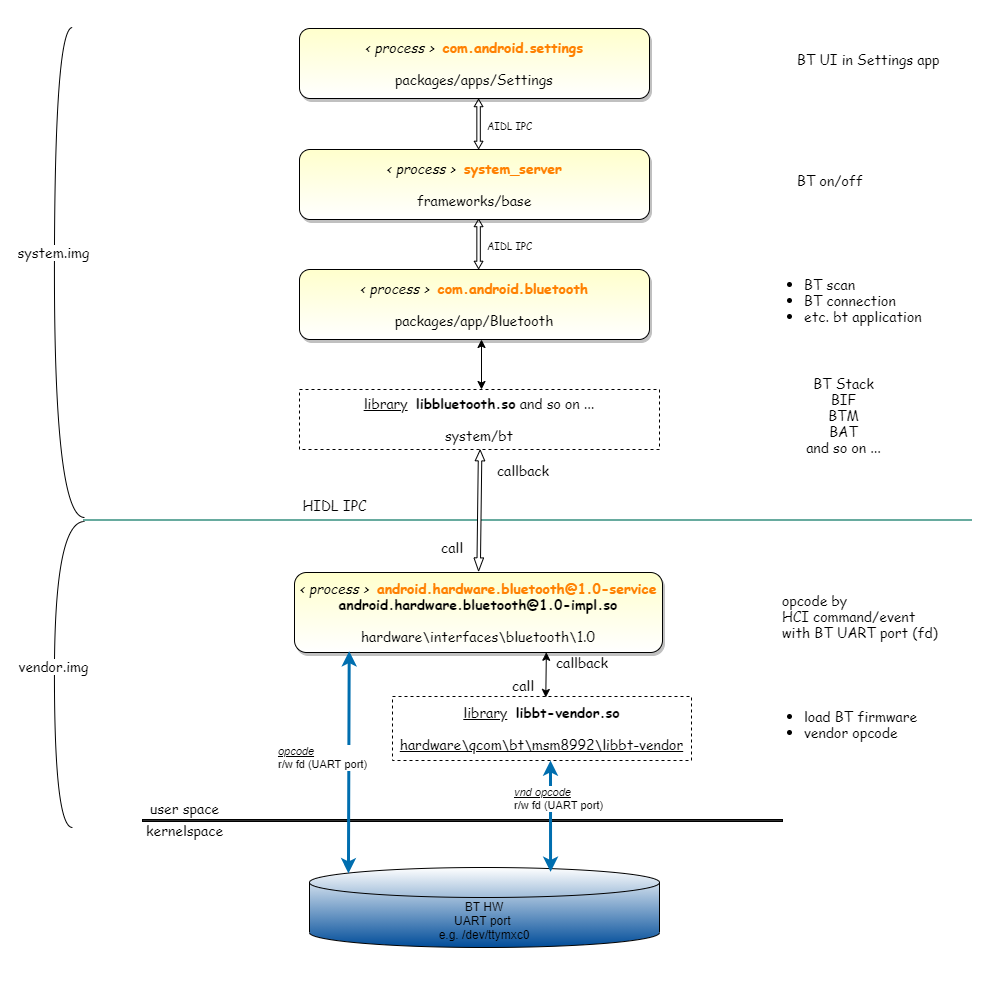 < process > com.android.settings
packages/apps/Settings
BT UI in Settings app
AIDL IPC
< process > system_server
frameworks/base
BT on/off
system.img
AIDL IPC
< process > com.android.bluetooth
packages/app/Bluetooth
• BT scan
• BT connection
• etc. bt application
library libbluetooth.so and so on ...
system/bt
BT Stack
BIF
BTM
BAT
and so on ...
callback
HIDL IPC
call
< process > android.hardware.bluetooth@1.0-service
android.hardware.bluetooth@1.0-impl.so
hardware\interfaces\bluetooth\1.0
opcode by
HCI command/event
with BT UART port (fd)
vendor.img
callback
call
library libbt-vendor.so
hardware\qcom\bt\msm8992\libbt-vendor
• load BT firmware
• vendor opcode
opcode
r/w fd (UART port)
vnd opcode
r/w fd (UART port)
user space
kernelspace
BT HW
UART port
e.g. /dev/ttymxc0